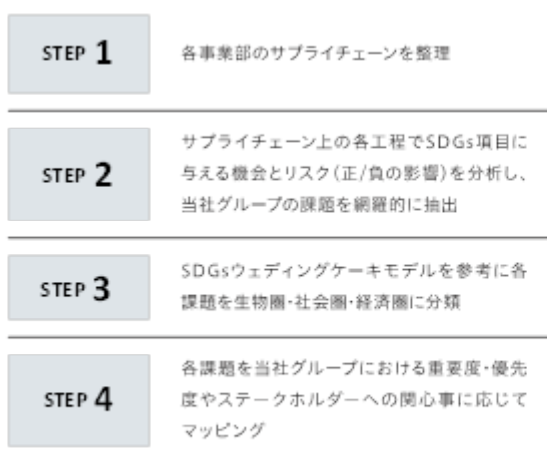 STEP 1
各事業部のサプライチェーンを整理
STEP 2
サプライチェーン上の各工程でSDGs項目に
与える機会とリスク(正/負の影響)を分析し、
当社グループの課題を網羅的に抽出
STEP 3
SDGsウェディングケーキモデルを参考に各
課題を生物圏・社会圏・経済圏に分類
STEP 4
各課題を当社グループにおける重要度・優先
度やステークホルダーへの関心事に応じて
マッピング